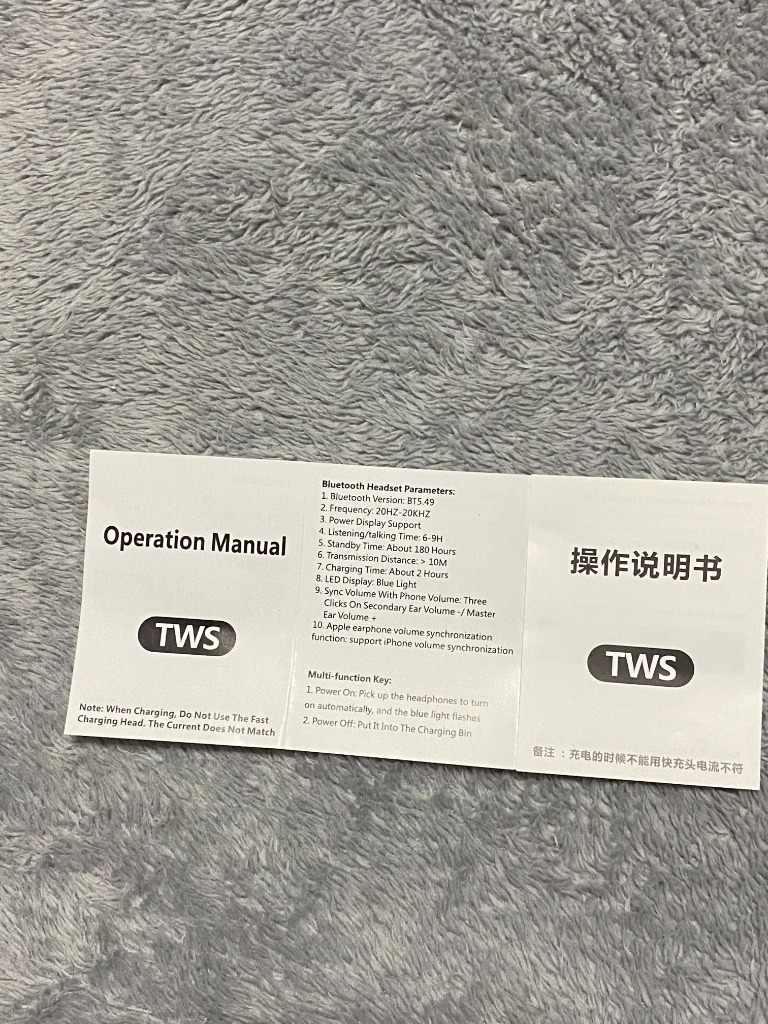 Operation Manual
TWS
Note: When Charging, Do Not Use The Fast
Charging Head. The Current Does Not Match
Bluetooth Headset Parameters:
1. Bluetooth Version: BT5.49
2. Frequency: 20HZ-20KHZ
3. Power Display Support
4. Listening/talking Time: 6-9H
5. Standby Time: About 180 Hours
6. Transmission Distance: > 10M
7. Charging Time: About 2 Hours
8. LED Display: Blue Light
9. Sync Volume With Phone Volume: Three
Clicks On Secondary Ear Volume -/ Master
Ear Volume +
10. Apple earphone volume synchronization
function: support iPhone volume synchronization
Multi-function Key:
1. Power On: Pick up the headphones to turn
on automatically, and the blue light flashes
2. Power Off: Put It Into The Charging Bin
操作说明书
TWS
备注：充电的时候不能用快充头电流不符